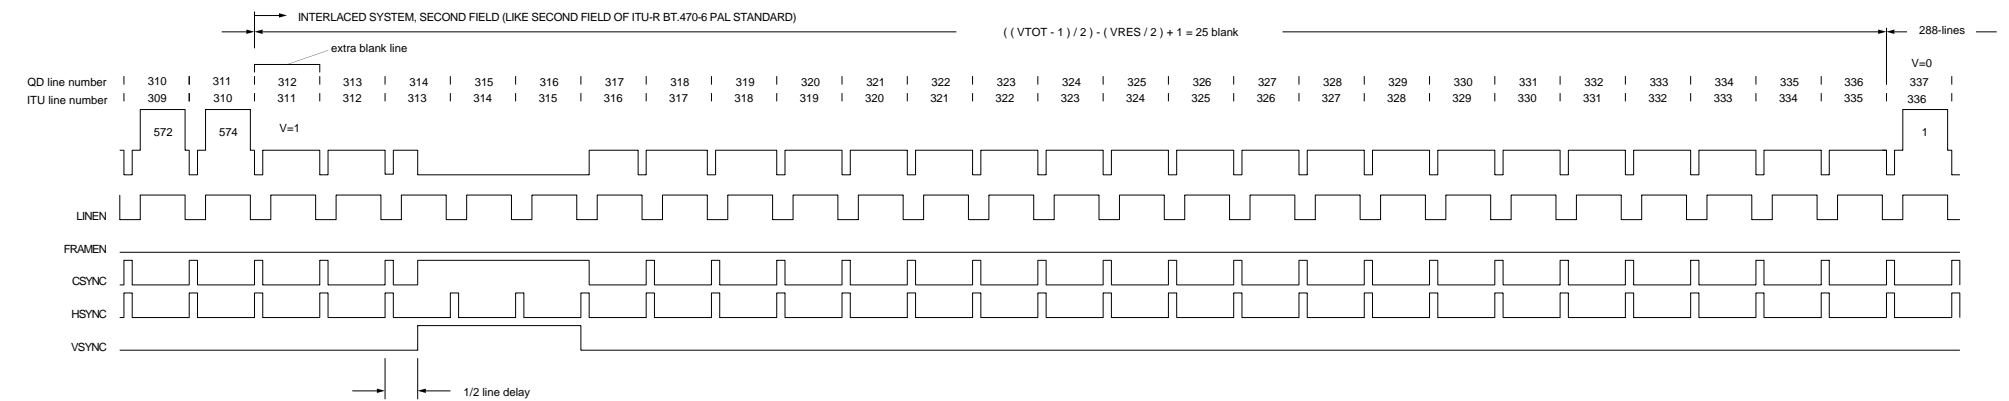 INTERLACED SYSTEM, SECOND FIELD (LIKE SECOND FIELD OF ITU-R BT.470-6 PAL STANDARD)
( ( VTOT - 1 ) / 2 ) - ( VRES / 2 ) + 1 = 25 blank
288-lines
extra blank line
V=0
QD line number 310 311 312 313 314 315 316 317 318 319 320 321 322 323 324 325 326 327 328 329 330 331 332 333 334 335 336 337
ITU line number 309 310 311 312 313 314 315 316 317 318 319 320 321 322 323 324 325 326 327 328 329 330 331 332 333 334 335 336
572 574 V=1 1
LINEN
FRAMEN
CSYNC
HSYNC
VSYNC
1/2 line delay